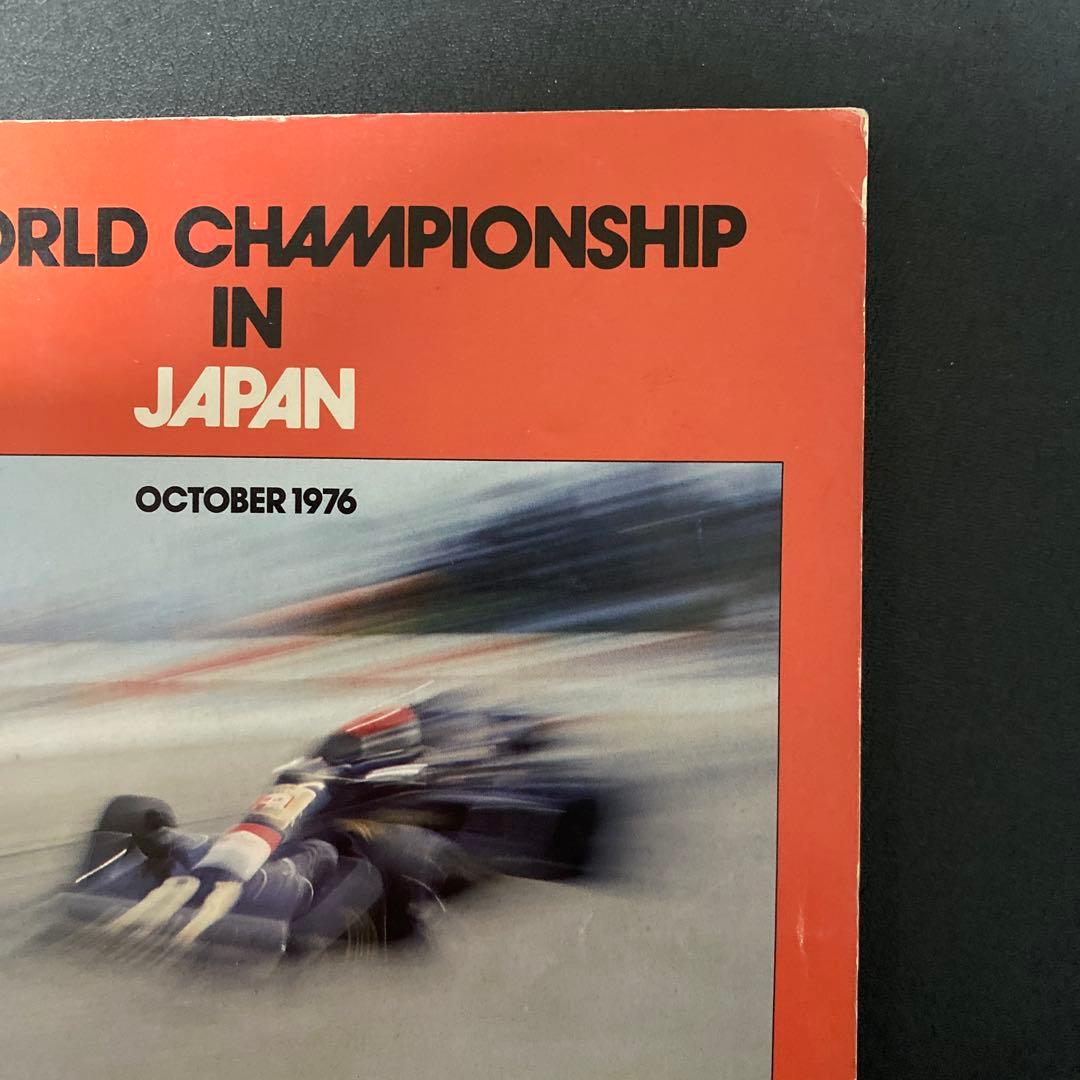 ORLD CHAMPIONSHIP
IN
JAPAN
OCTOBER 1976